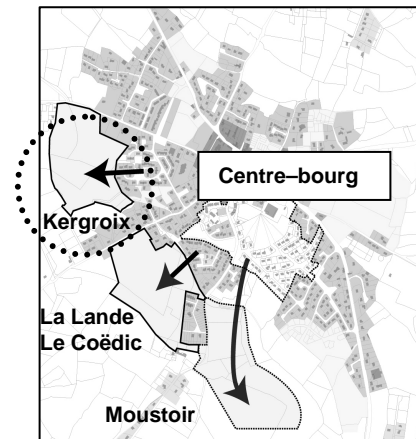 Centre–bourg
Kergroix
La Lande
Le Coëdic
Moustoir